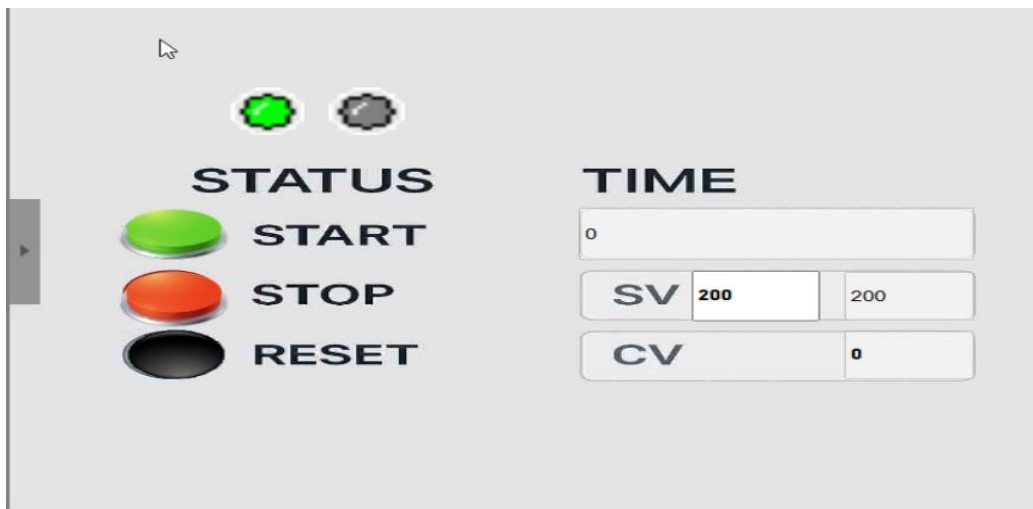 STATUS
TIME
START
0
STOP
SV 200 200
RESET
CV 0